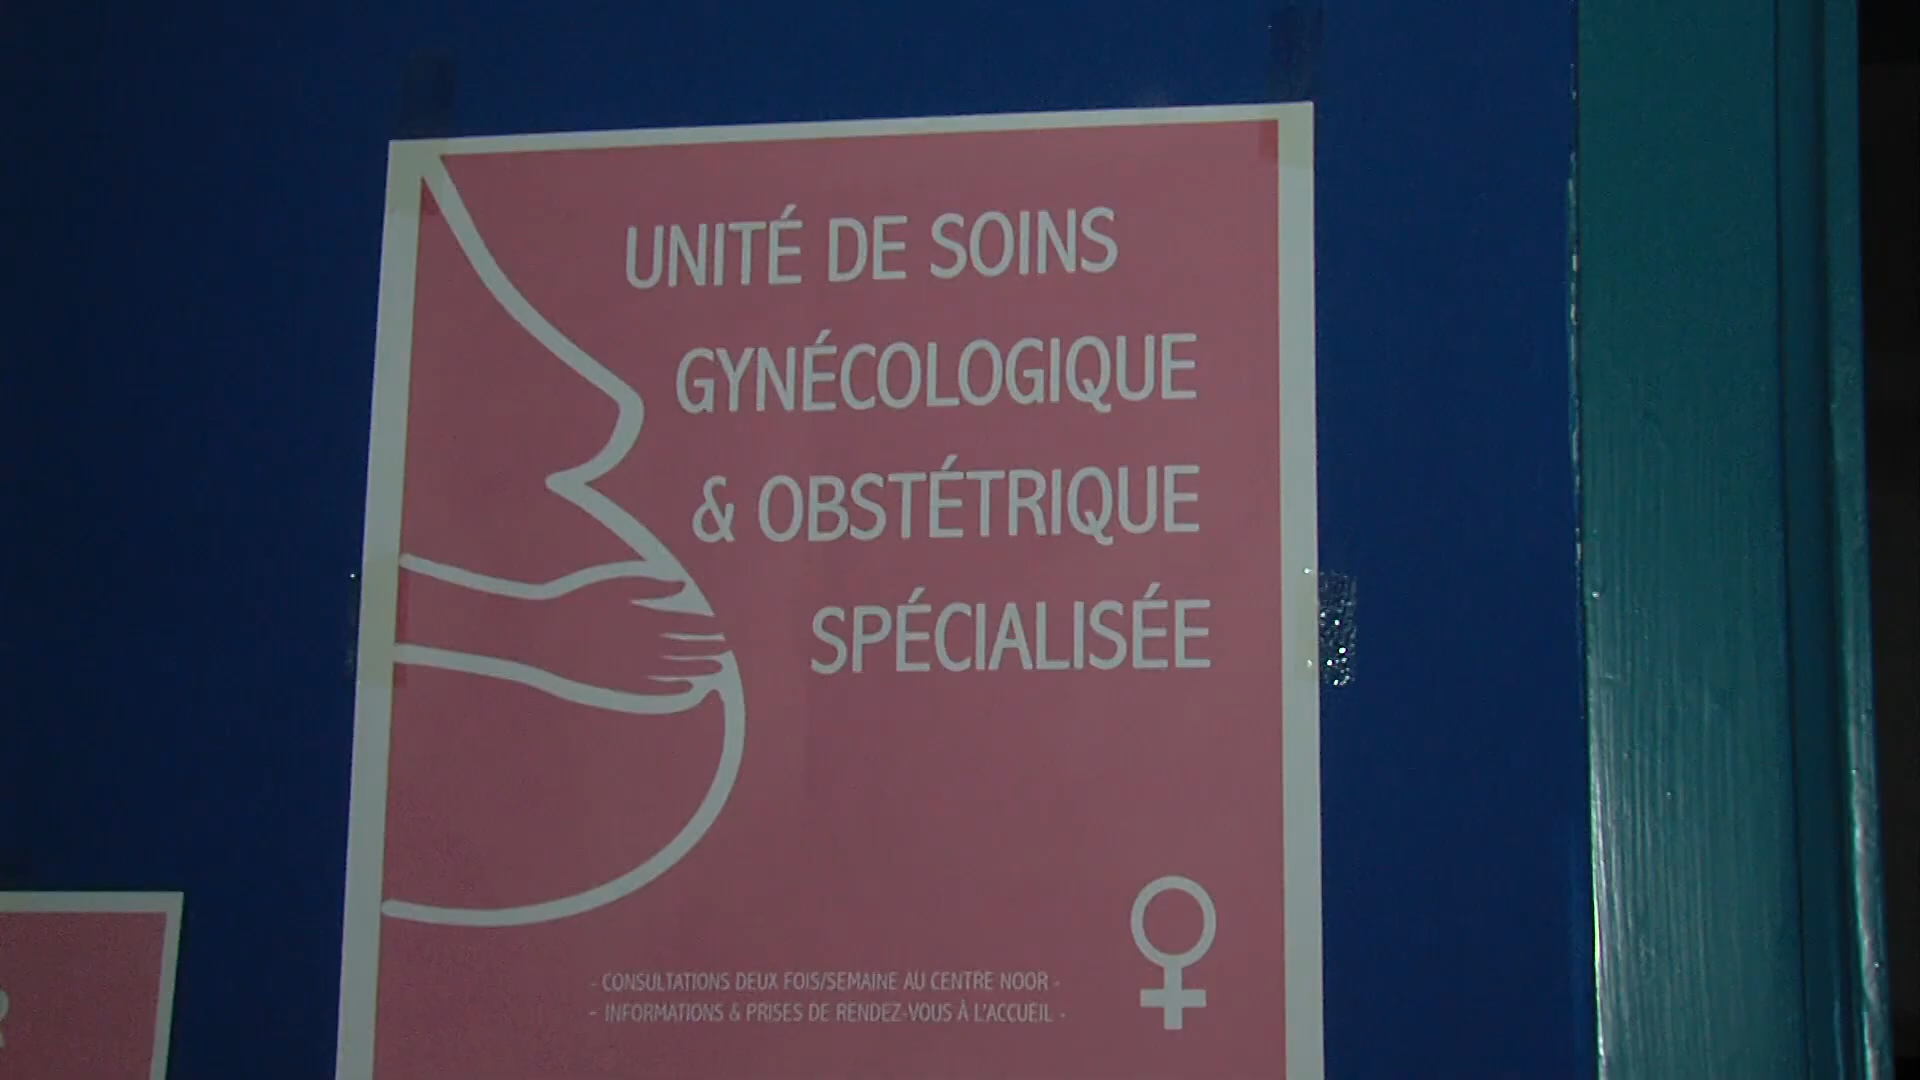 UNITÉ DE SOINS
GYNÉCOLOGIQUE
& OBSTÉTRIQUE
SPÉCIALISÉE
- CONSULTATIONS DEUX FOIS/SEMAINE AU CENTRE NOOR -
- INFORMATIONS & PRISES DE RENDEZ-VOUS À L'ACCUEIL -